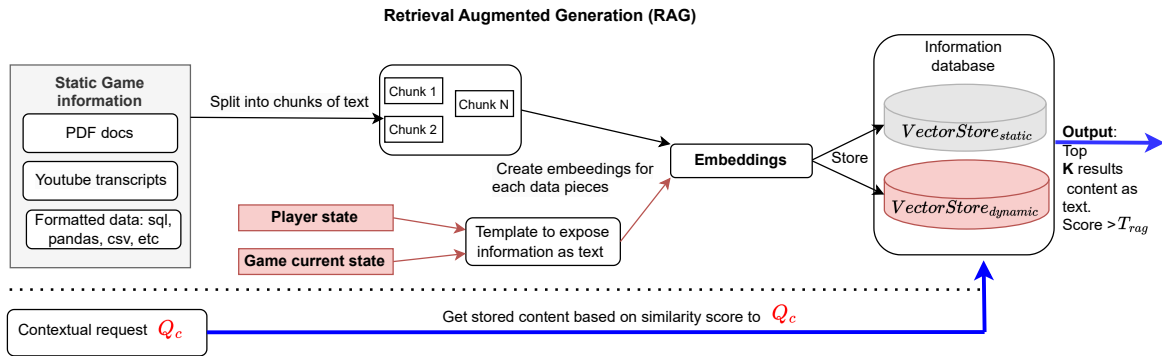 Retrieval Augmented Generation (RAG)
Static Game
information
PDF docs
Youtube transcripts
Formatted data: sql,
pandas, csv, etc
Split into chunks of text
Chunk 1
Chunk N
Chunk 2
Create embeedings for
each data pieces
Player state
Game current state
Template to expose
information as text
Embeddings
Store
Information
database
VectorStore_static
VectorStore_dynamic
Output:
Top
K results
content as
text.
Score > T_rag
Contextual request Q_c
Get stored content based on similarity score to Q_c